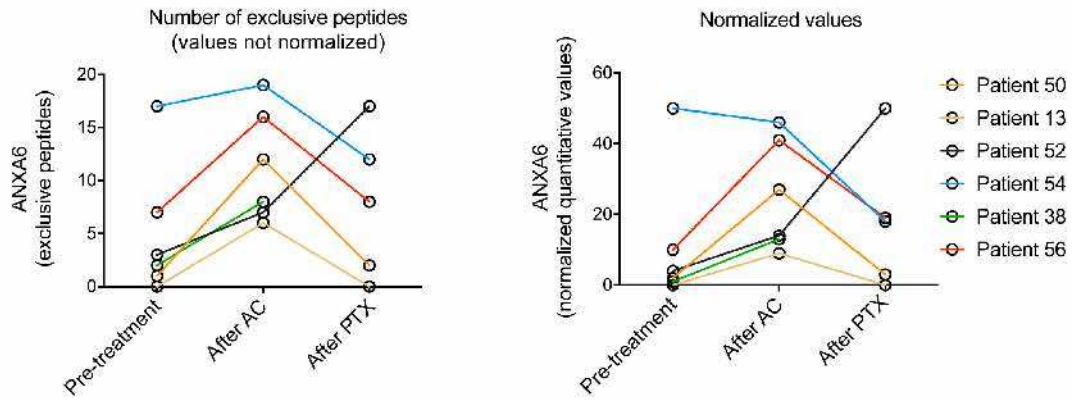 Number of exclusive peptides
(values not normalized)
ANXA6
(exclusive peptides)
20
15
10
5
0
Pre-treatment
After AC
After PTX
Normalized values
ANXA6
(normalized quantitative values)
60
40
20
0
Pre-treatment
After AC
After PTX
Patient 50
Patient 13
Patient 52
Patient 54
Patient 38
Patient 56